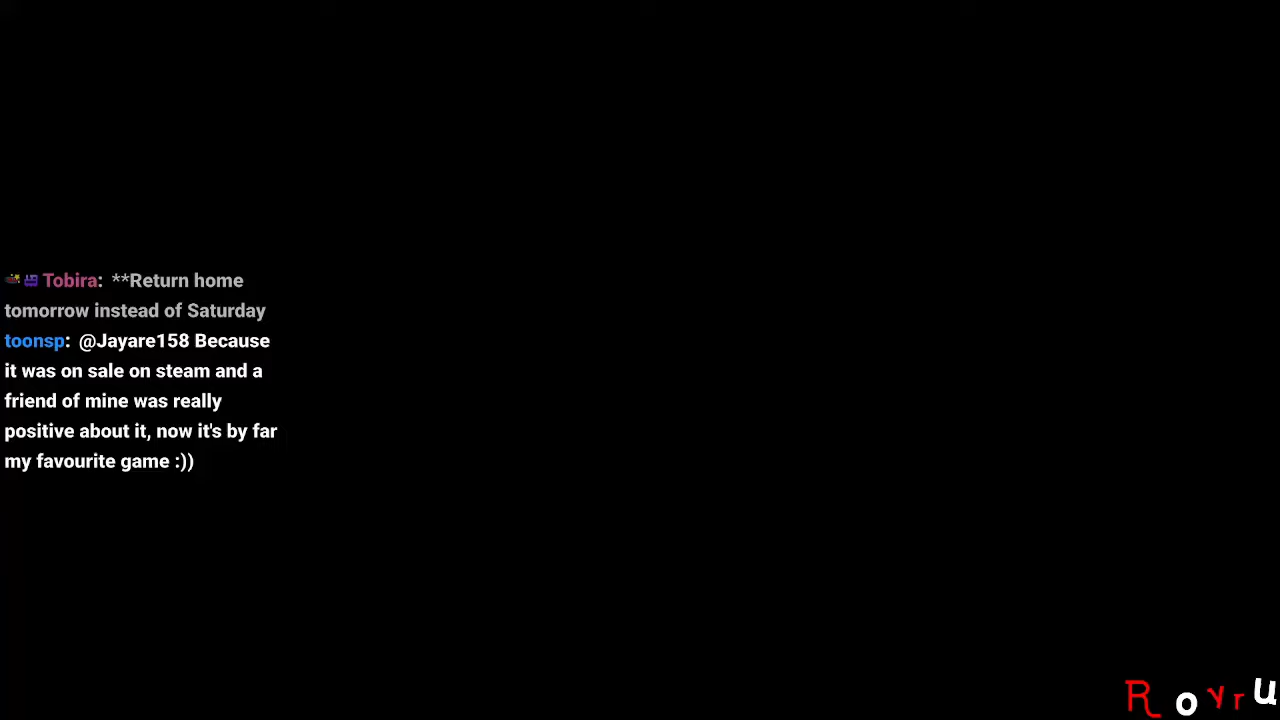 Tobira: **Return home
tomorrow instead of Saturday
toonsp: @Jayare158 Because
it was on sale on steam and a
friend of mine was really
positive about it, now it's by far
my favourite game :))
Royru